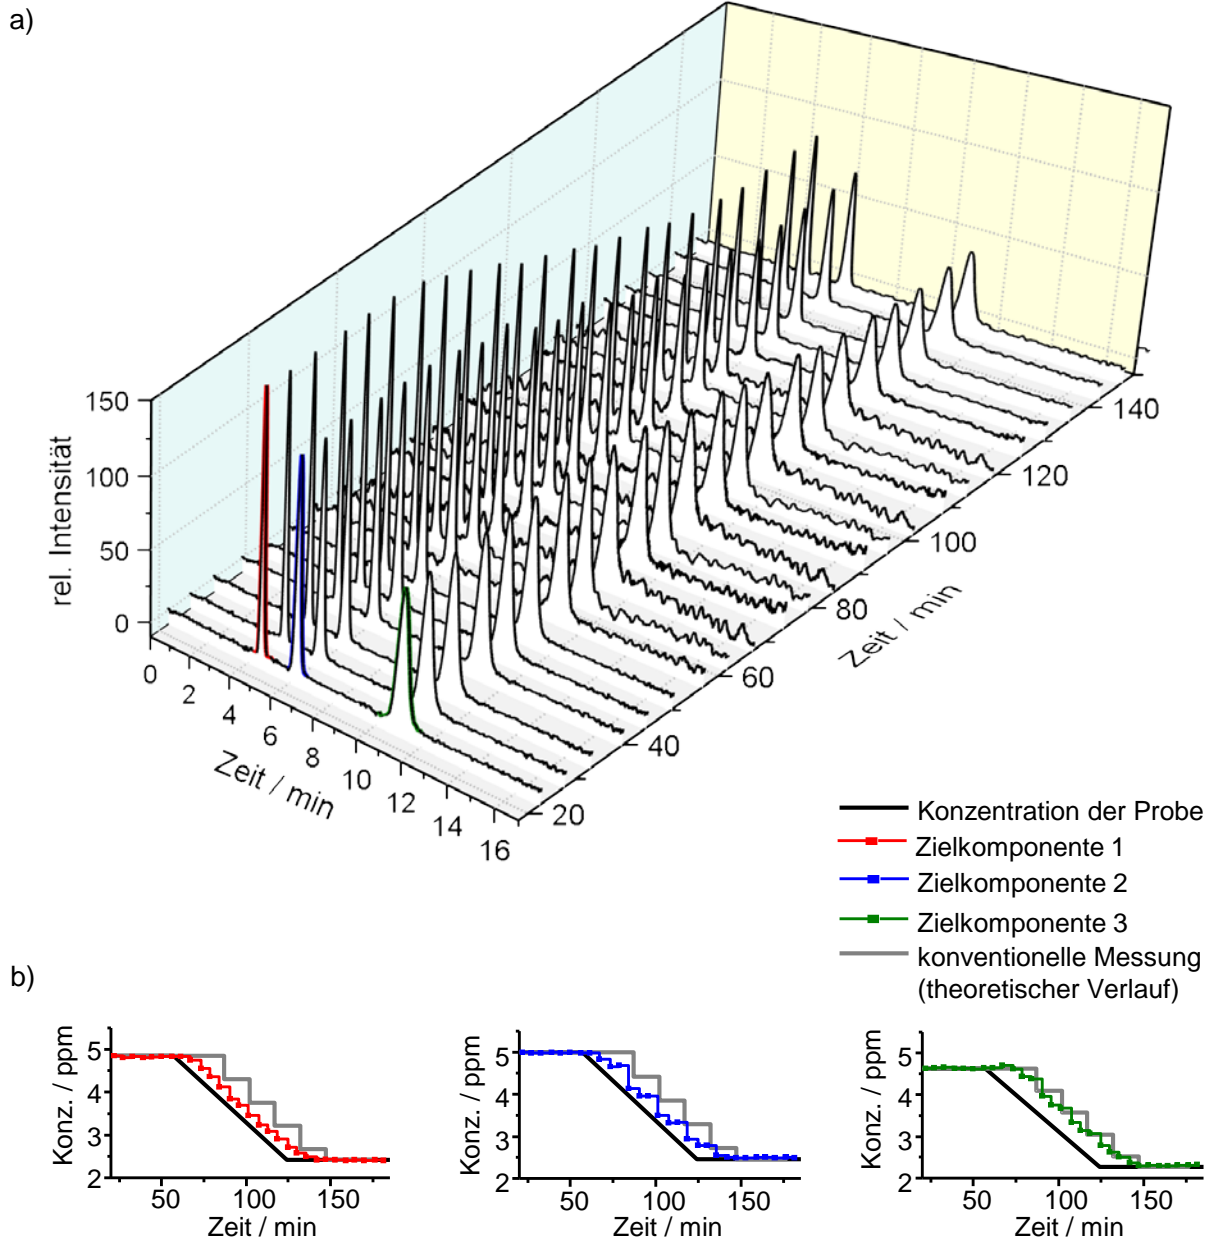 a)
150
100
50
0
rel. Intensität
0
2
4
6
8
10
12
14
16
Zeit / min
20
40
60
80
100
120
140
Zeit / min
Konzentration der Probe
Zielkomponente 1
Zielkomponente 2
Zielkomponente 3
konventionelle Messung
(theoretischer Verlauf)
b)
5
4
3
2
Konz. / ppm
50
100
150
Zeit / min
5
4
3
2
Konz. / ppm
50
100
150
Zeit / min
5
4
3
2
Konz. / ppm
50
100
150
Zeit / min